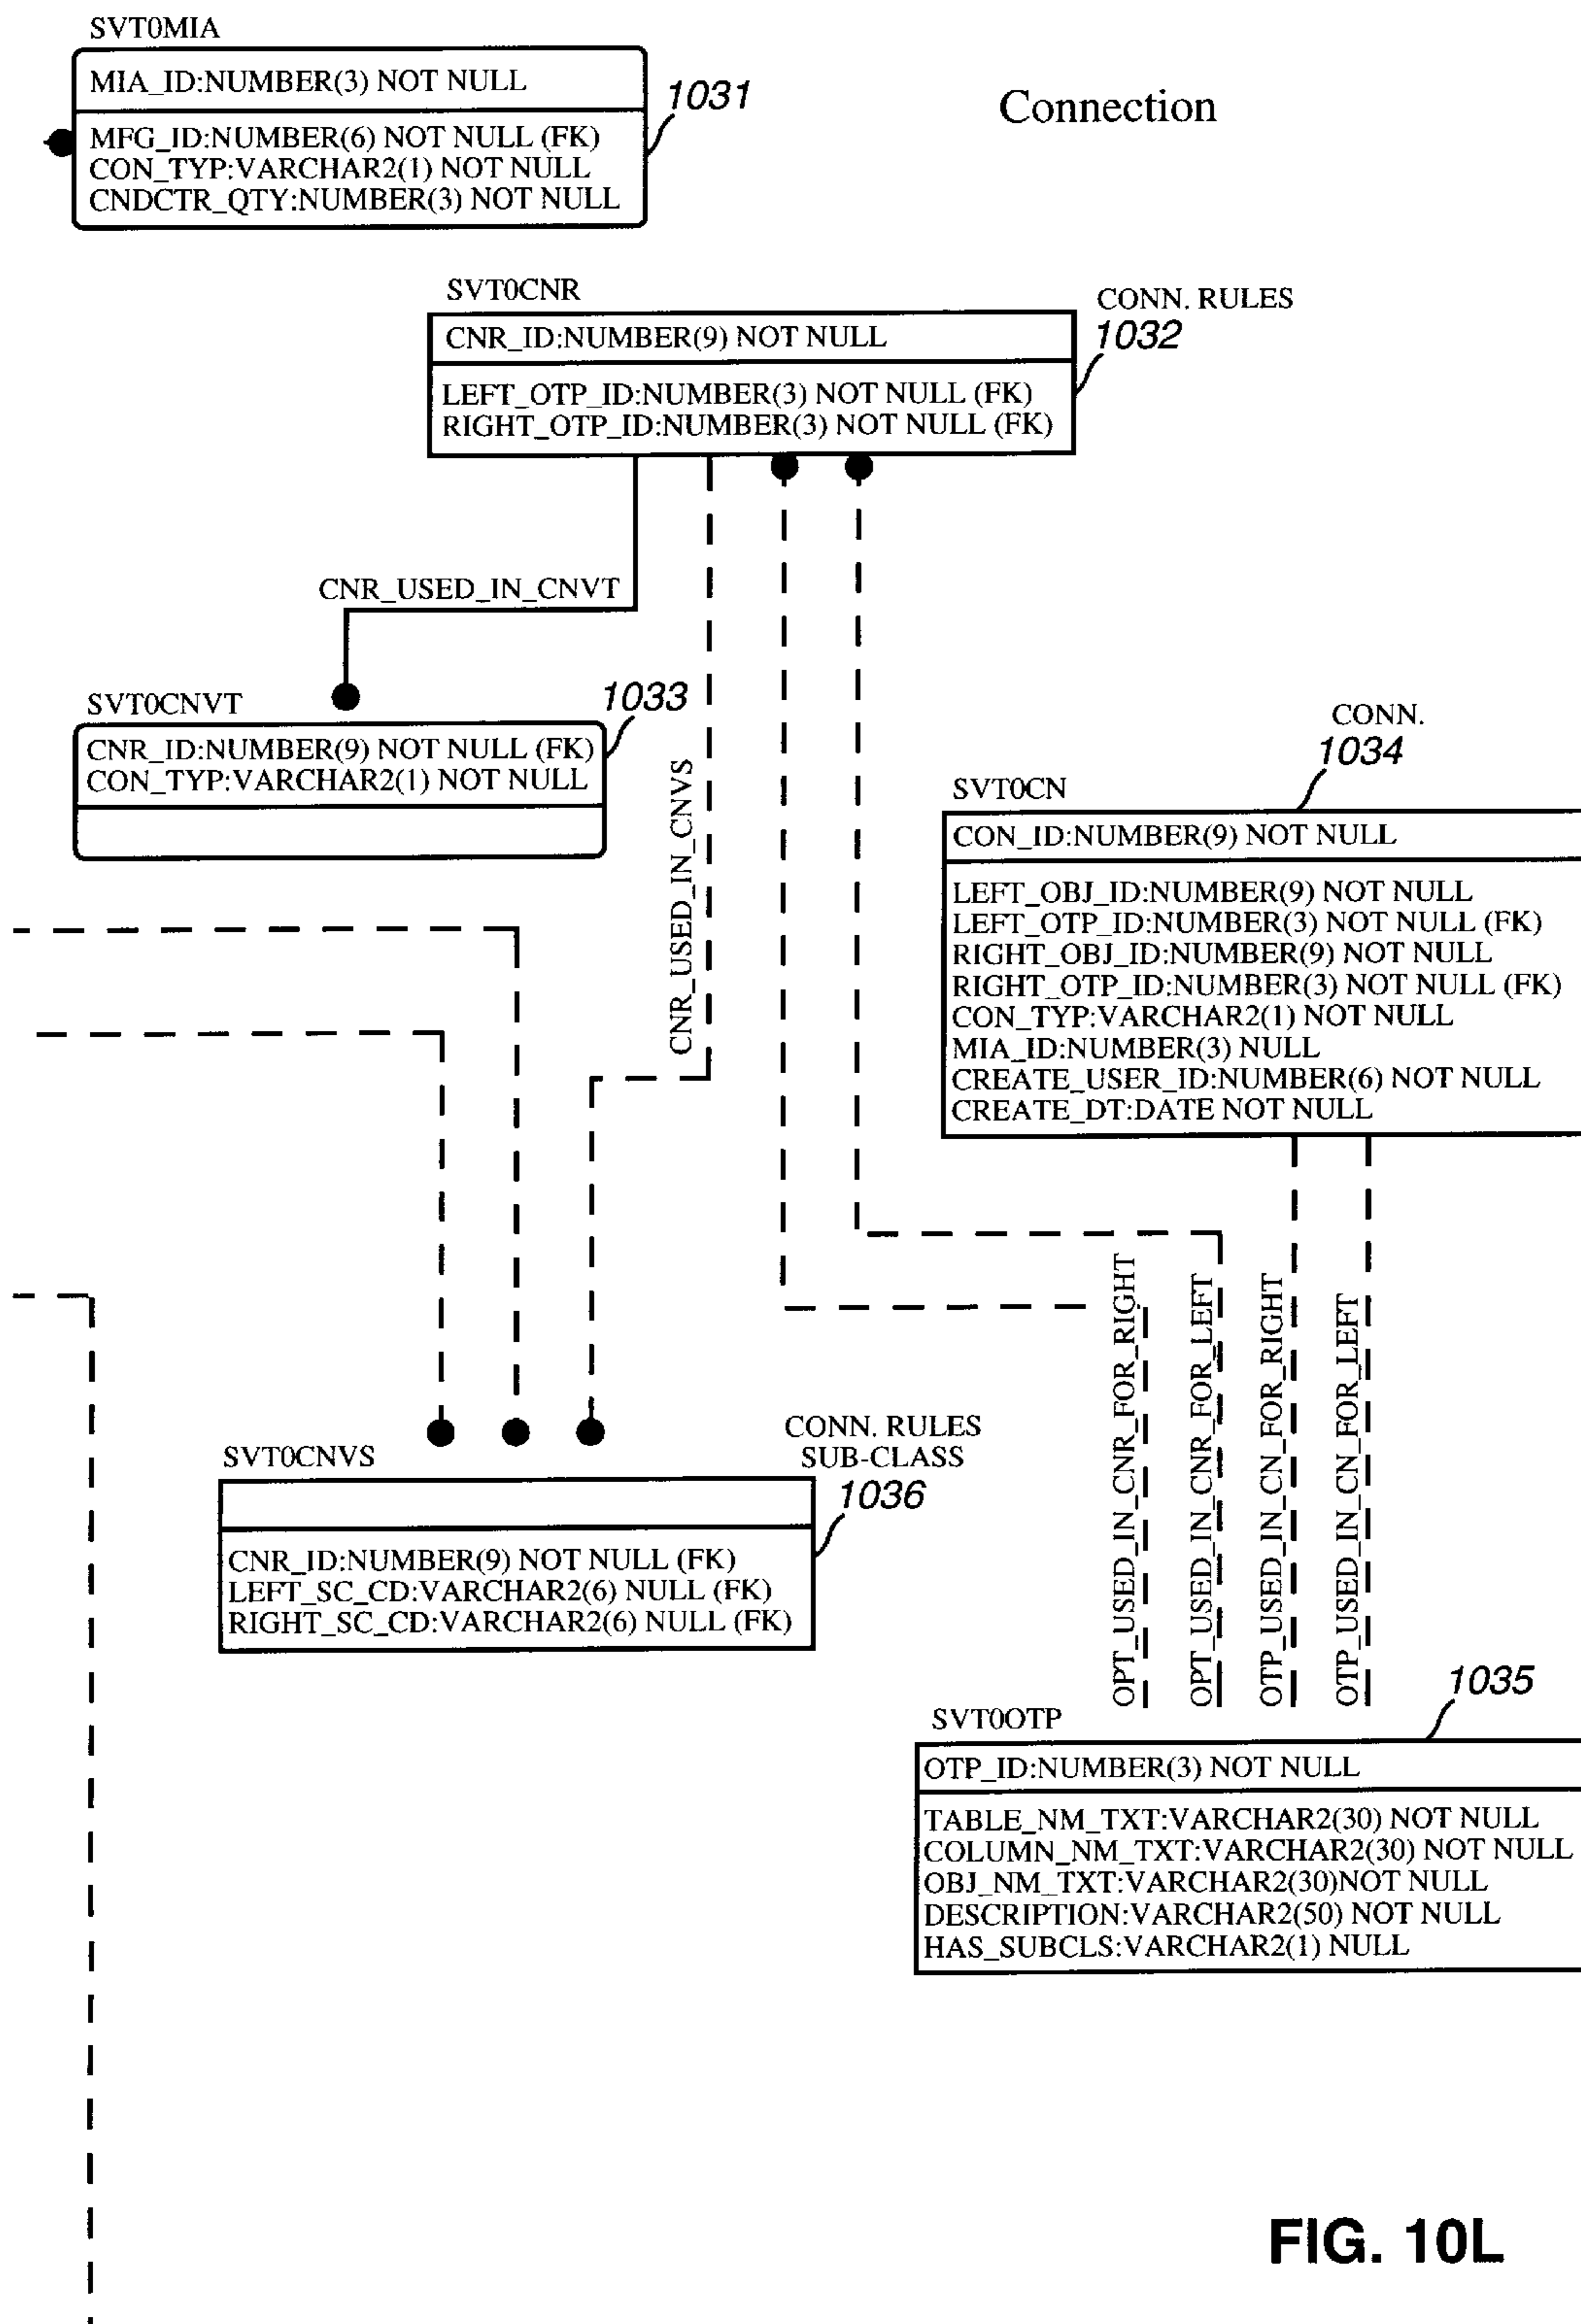 SVT0MIA
MIA_ID:NUMBER(3) NOT NULL
MFG_ID:NUMBER(6) NOT NULL (FK)
CON_TYP:VARCHAR2(1) NOT NULL
CNDCTR_QTY:NUMBER(3) NOT NULL
1031
Connection
SVT0CNR
CONN. RULES
1032
CNR_ID:NUMBER(9) NOT NULL
LEFT_OTP_ID:NUMBER(3) NOT NULL (FK)
RIGHT_OTP_ID:NUMBER(3) NOT NULL (FK)
CNR_USED_IN_CNVT
SVT0CNVT
1033
CNR_ID:NUMBER(9) NOT NULL (FK)
CON_TYP:VARCHAR2(1) NOT NULL
CNR_USED_IN_CNVS
CONN.
1034
SVT0CN
CON_ID:NUMBER(9) NOT NULL
LEFT_OBJ_ID:NUMBER(9) NOT NULL
LEFT_OTP_ID:NUMBER(3) NOT NULL (FK)
RIGHT_OBJ_ID:NUMBER(9) NOT NULL
RIGHT_OTP_ID:NUMBER(3) NOT NULL (FK)
CON_TYP:VARCHAR2(1) NOT NULL
MIA_ID:NUMBER(3) NULL
CREATE_USER_ID:NUMBER(6) NOT NULL
CREATE_DT:DATE NOT NULL
OPT_USED_IN_CNR_FOR_RIGHT
OPT_USED_IN_CNR_FOR_LEFT
OTP_USED_IN_CN_FOR_RIGHT
OTP_USED_IN_CN_FOR_LEFT
SVT0CNVS
CONN. RULES
SUB-CLASS
1036
CNR_ID:NUMBER(9) NOT NULL (FK)
LEFT_SC_CD:VARCHAR2(6) NULL (FK)
RIGHT_SC_CD:VARCHAR2(6) NULL (FK)
SVT0OTP
1035
OTP_ID:NUMBER(3) NOT NULL
TABLE_NM_TXT:VARCHAR2(30) NOT NULL
COLUMN_NM_TXT:VARCHAR2(30) NOT NULL
OBJ_NM_TXT:VARCHAR2(30)NOT NULL
DESCRIPTION:VARCHAR2(50) NOT NULL
HAS_SUBCLS:VARCHAR2(1) NULL
FIG. 10L